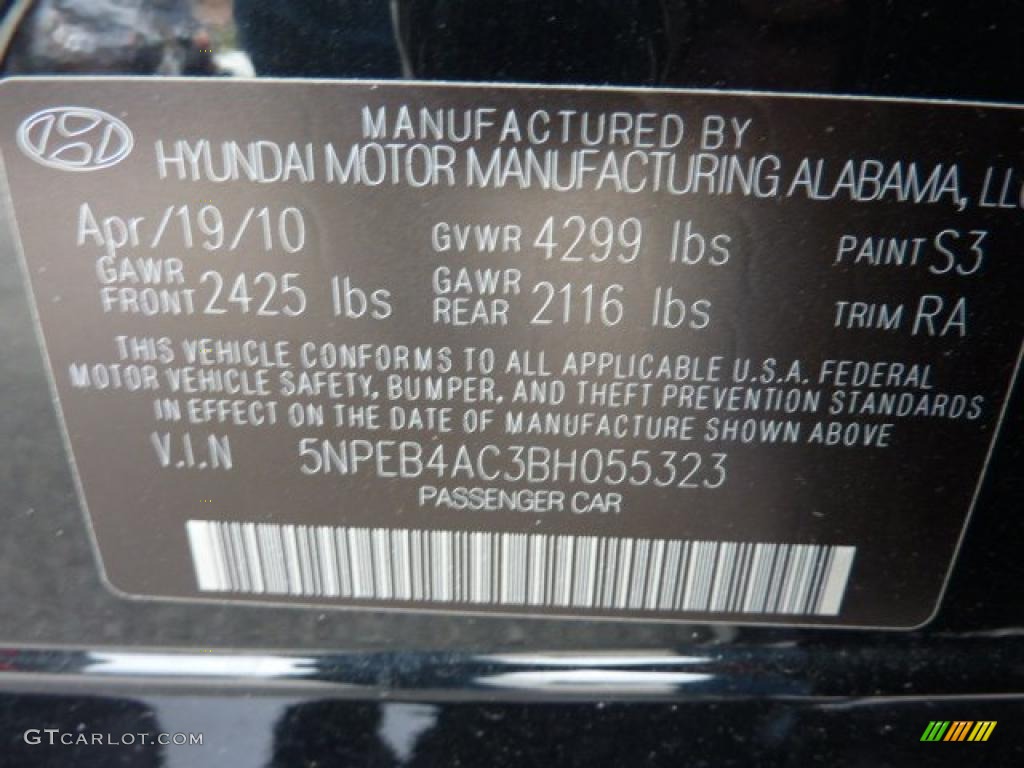 MANUFACTURED BY
HYUNDAI MOTOR MANUFACTURING ALABAMA, LLC
Apr/19/10 GVWR 4299 lbs PAINT S3
GAWR FRONT 2425 lbs GAWR REAR 2116 lbs TRIM RA
THIS VEHICLE CONFORMS TO ALL APPLICABLE U.S.A. FEDERAL
MOTOR VEHICLE SAFETY, BUMPER, AND THEFT PREVENTION STANDARDS
IN EFFECT ON THE DATE OF MANUFACTURE SHOWN ABOVE
V.I.N 5NPEB4AC3BH055323
PASSENGER CAR
GTCARLOT.COM